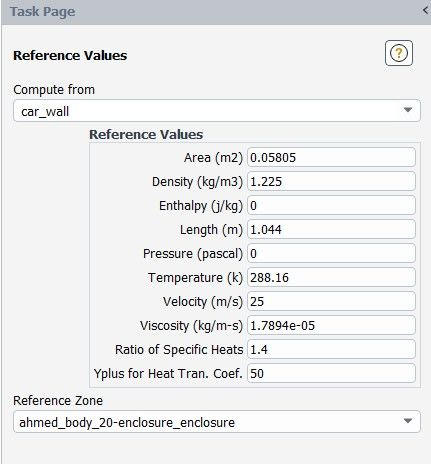 Task Page
Reference Values
Compute from
car_wall
Reference Values
Area (m2) 0.05805
Density (kg/m3) 1.225
Enthalpy (j/kg) 0
Length (m) 1.044
Pressure (pascal) 0
Temperature (k) 288.16
Velocity (m/s) 25
Viscosity (kg/m-s) 1.7894e-05
Ratio of Specific Heats 1.4
Yplus for Heat Tran. Coef. 50
Reference Zone
ahmed_body_20-enclosure_enclosure